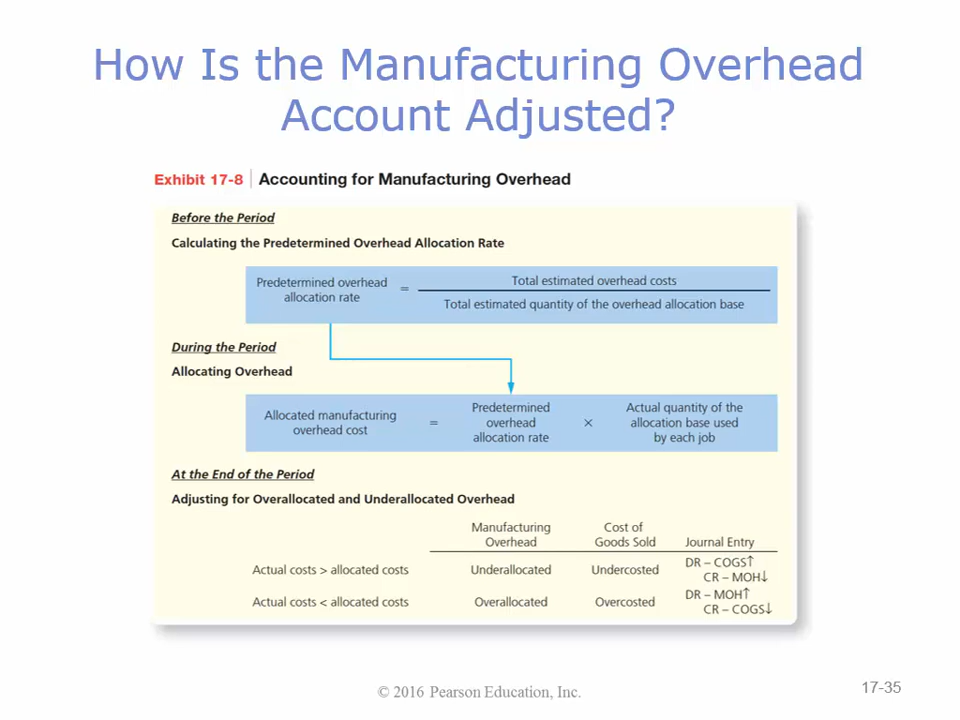 How Is the Manufacturing Overhead
Account Adjusted?
Exhibit 17-8 | Accounting for Manufacturing Overhead
Before the Period
Calculating the Predetermined Overhead Allocation Rate
Predetermined overhead
allocation rate
=
Total estimated overhead costs
Total estimated quantity of the overhead allocation base
During the Period
Allocating Overhead
Allocated manufacturing
overhead cost
=
Predetermined
overhead
allocation rate
×
Actual quantity of the
allocation base used
by each job
At the End of the Period
Adjusting for Overallocated and Underallocated Overhead
Manufacturing
Overhead
Cost of
Goods Sold
Journal Entry
Actual costs > allocated costs
Underallocated
Undercosted
DR – COGS↑
CR – MOH↓
Actual costs < allocated costs
Overallocated
Overcosted
DR – MOH↑
CR – COGS↓
© 2016 Pearson Education, Inc.
17-35